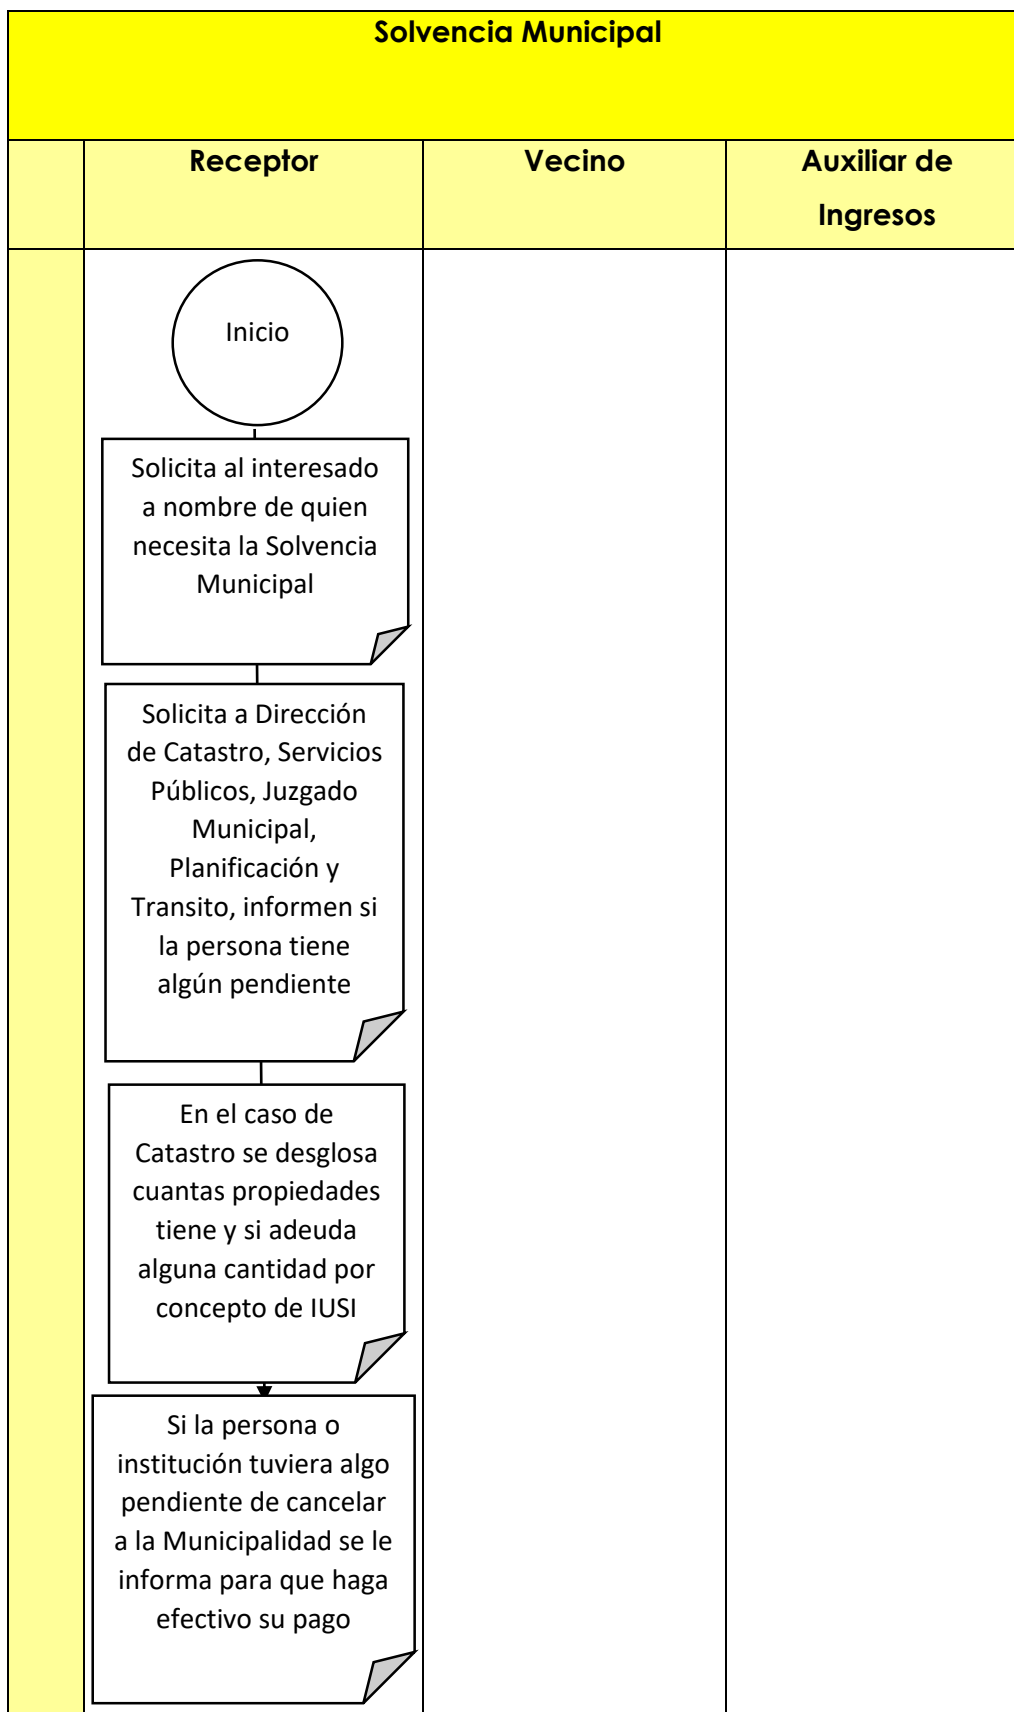 Solvencia Municipal
Receptor
Vecino
Auxiliar de
Ingresos
Inicio
Solicita al interesado
a nombre de quien
necesita la Solvencia
Municipal
Solicita a Dirección
de Catastro, Servicios
Públicos, Juzgado
Municipal,
Planificación y
Transito, informen si
la persona tiene
algún pendiente
En el caso de
Catastro se desglosa
cuantas propiedades
tiene y si adeuda
alguna cantidad por
concepto de IUSI
Si la persona o
institución tuviera algo
pendiente de cancelar
a la Municipalidad se le
informa para que haga
efectivo su pago